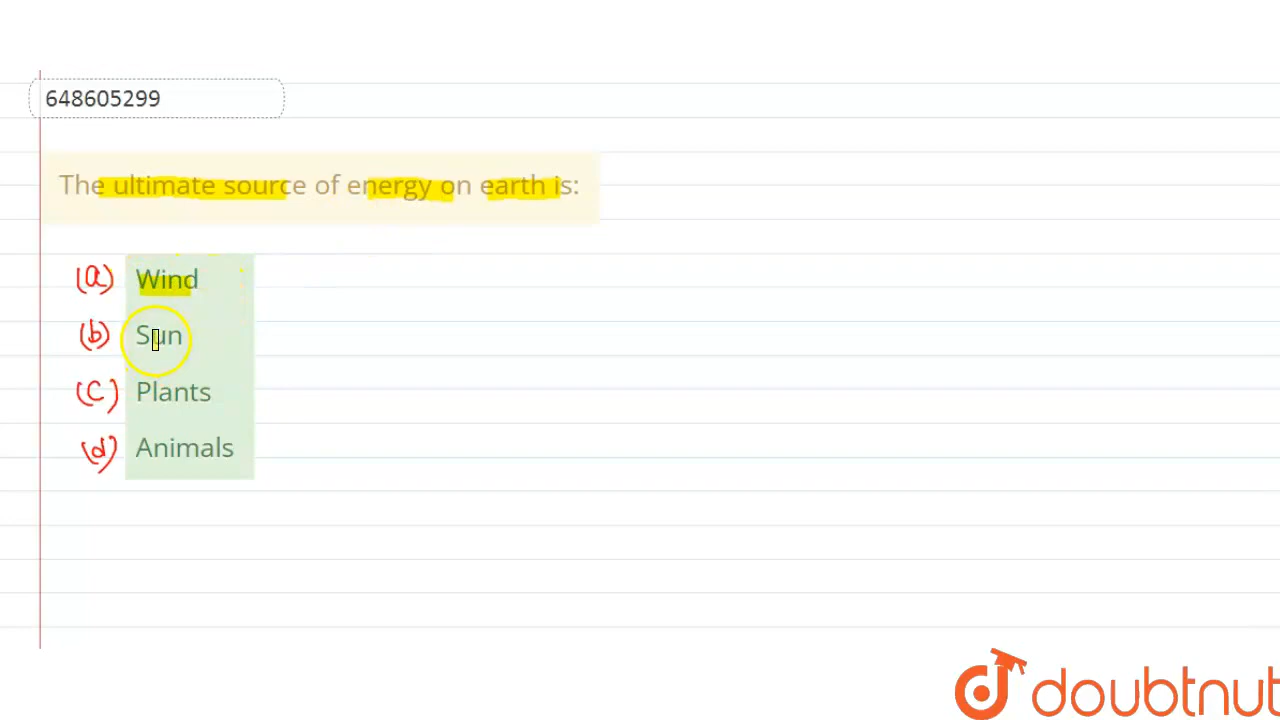 648605299
The ultimate source of energy on earth is:
(a) Wind
(b) Sun
(c) Plants
(d) Animals
doubtnut